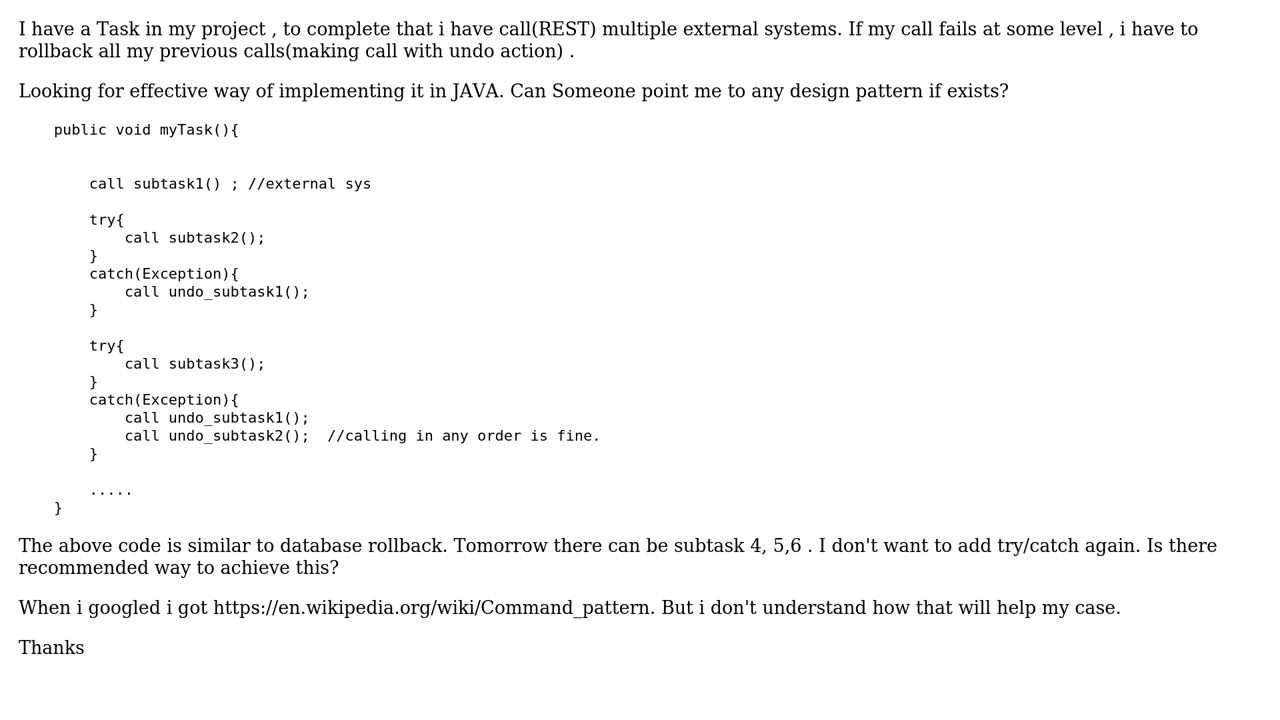 I have a Task in my project , to complete that i have call(REST) multiple external systems. If my call fails at some level , i have to
rollback all my previous calls(making call with undo action) .
Looking for effective way of implementing it in JAVA. Can Someone point me to any design pattern if exists?
public void myTask(){
call subtask1() ; //external sys
try{
call subtask2();
}
catch(Exception){
call undo_subtask1();
}
try{
call subtask3();
}
catch(Exception){
call undo_subtask1();
call undo_subtask2();  //calling in any order is fine.
}
.....
}
The above code is similar to database rollback. Tomorrow there can be subtask 4, 5,6 . I don't want to add try/catch again. Is there
recommended way to achieve this?
When i googled i got https://en.wikipedia.org/wiki/Command_pattern. But i don't understand how that will help my case.
Thanks